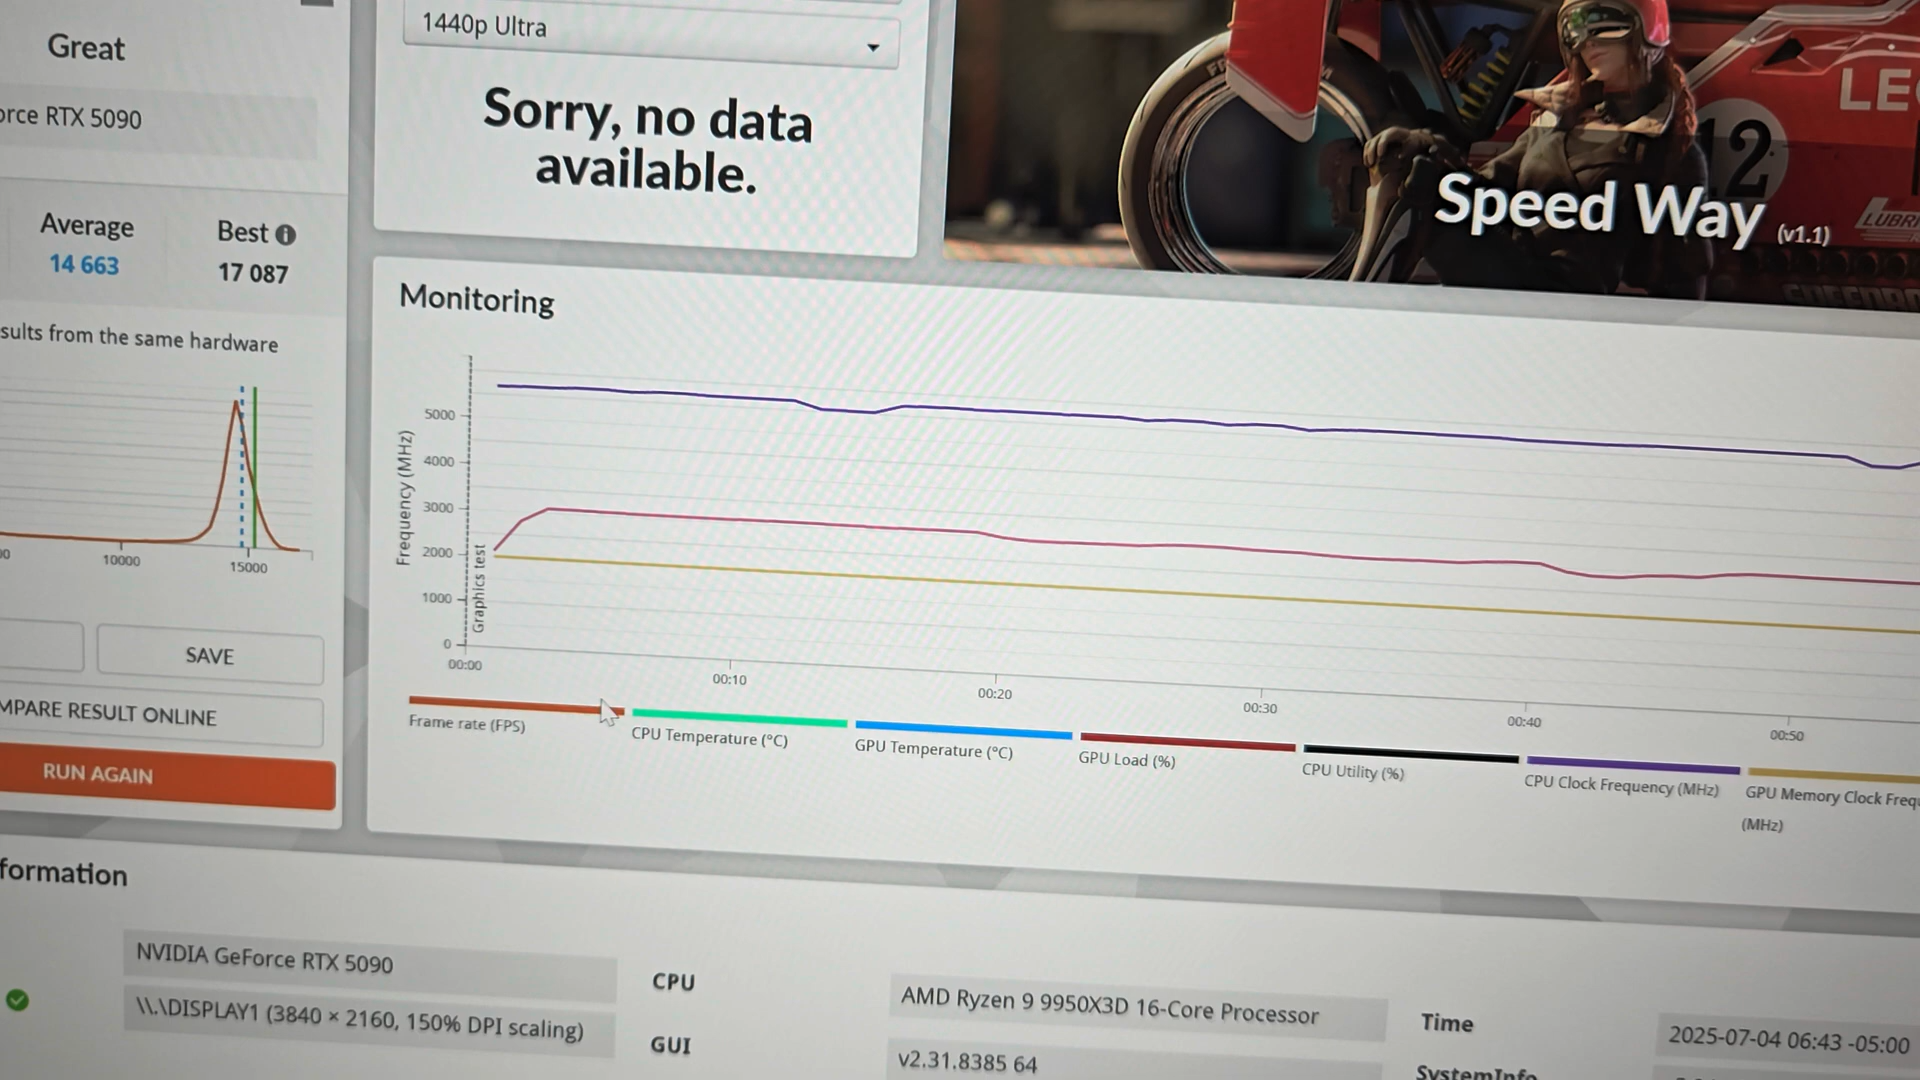 Great
orce RTX 5090
Average
Best
14 663
17 087
sults from the same hardware
10000
15000
SAVE
MPARE RESULT ONLINE
RUN AGAIN
1440p Ultra
Sorry, no data
available.
12
Speed Way (v1.1)
Monitoring
Frequency (MHz)
5000
4000
3000
2000
1000
0
Graphics test
00:00
00:10
00:20
00:30
00:40
00:50
Frame rate (FPS)
CPU Temperature (°C)
GPU Temperature (°C)
GPU Load (%)
CPU Utility (%)
CPU Clock Frequency (MHz)
GPU Memory Clock Frequ
(MHz)
formation
NVIDIA GeForce RTX 5090
\\.\DISPLAY1 (3840 × 2160, 150% DPI scaling)
CPU
AMD Ryzen 9 9950X3D 16-Core Processor
GUI
v2.31.8385 64
Time
2025-07-04 06:43 -05:00
SystemInfo